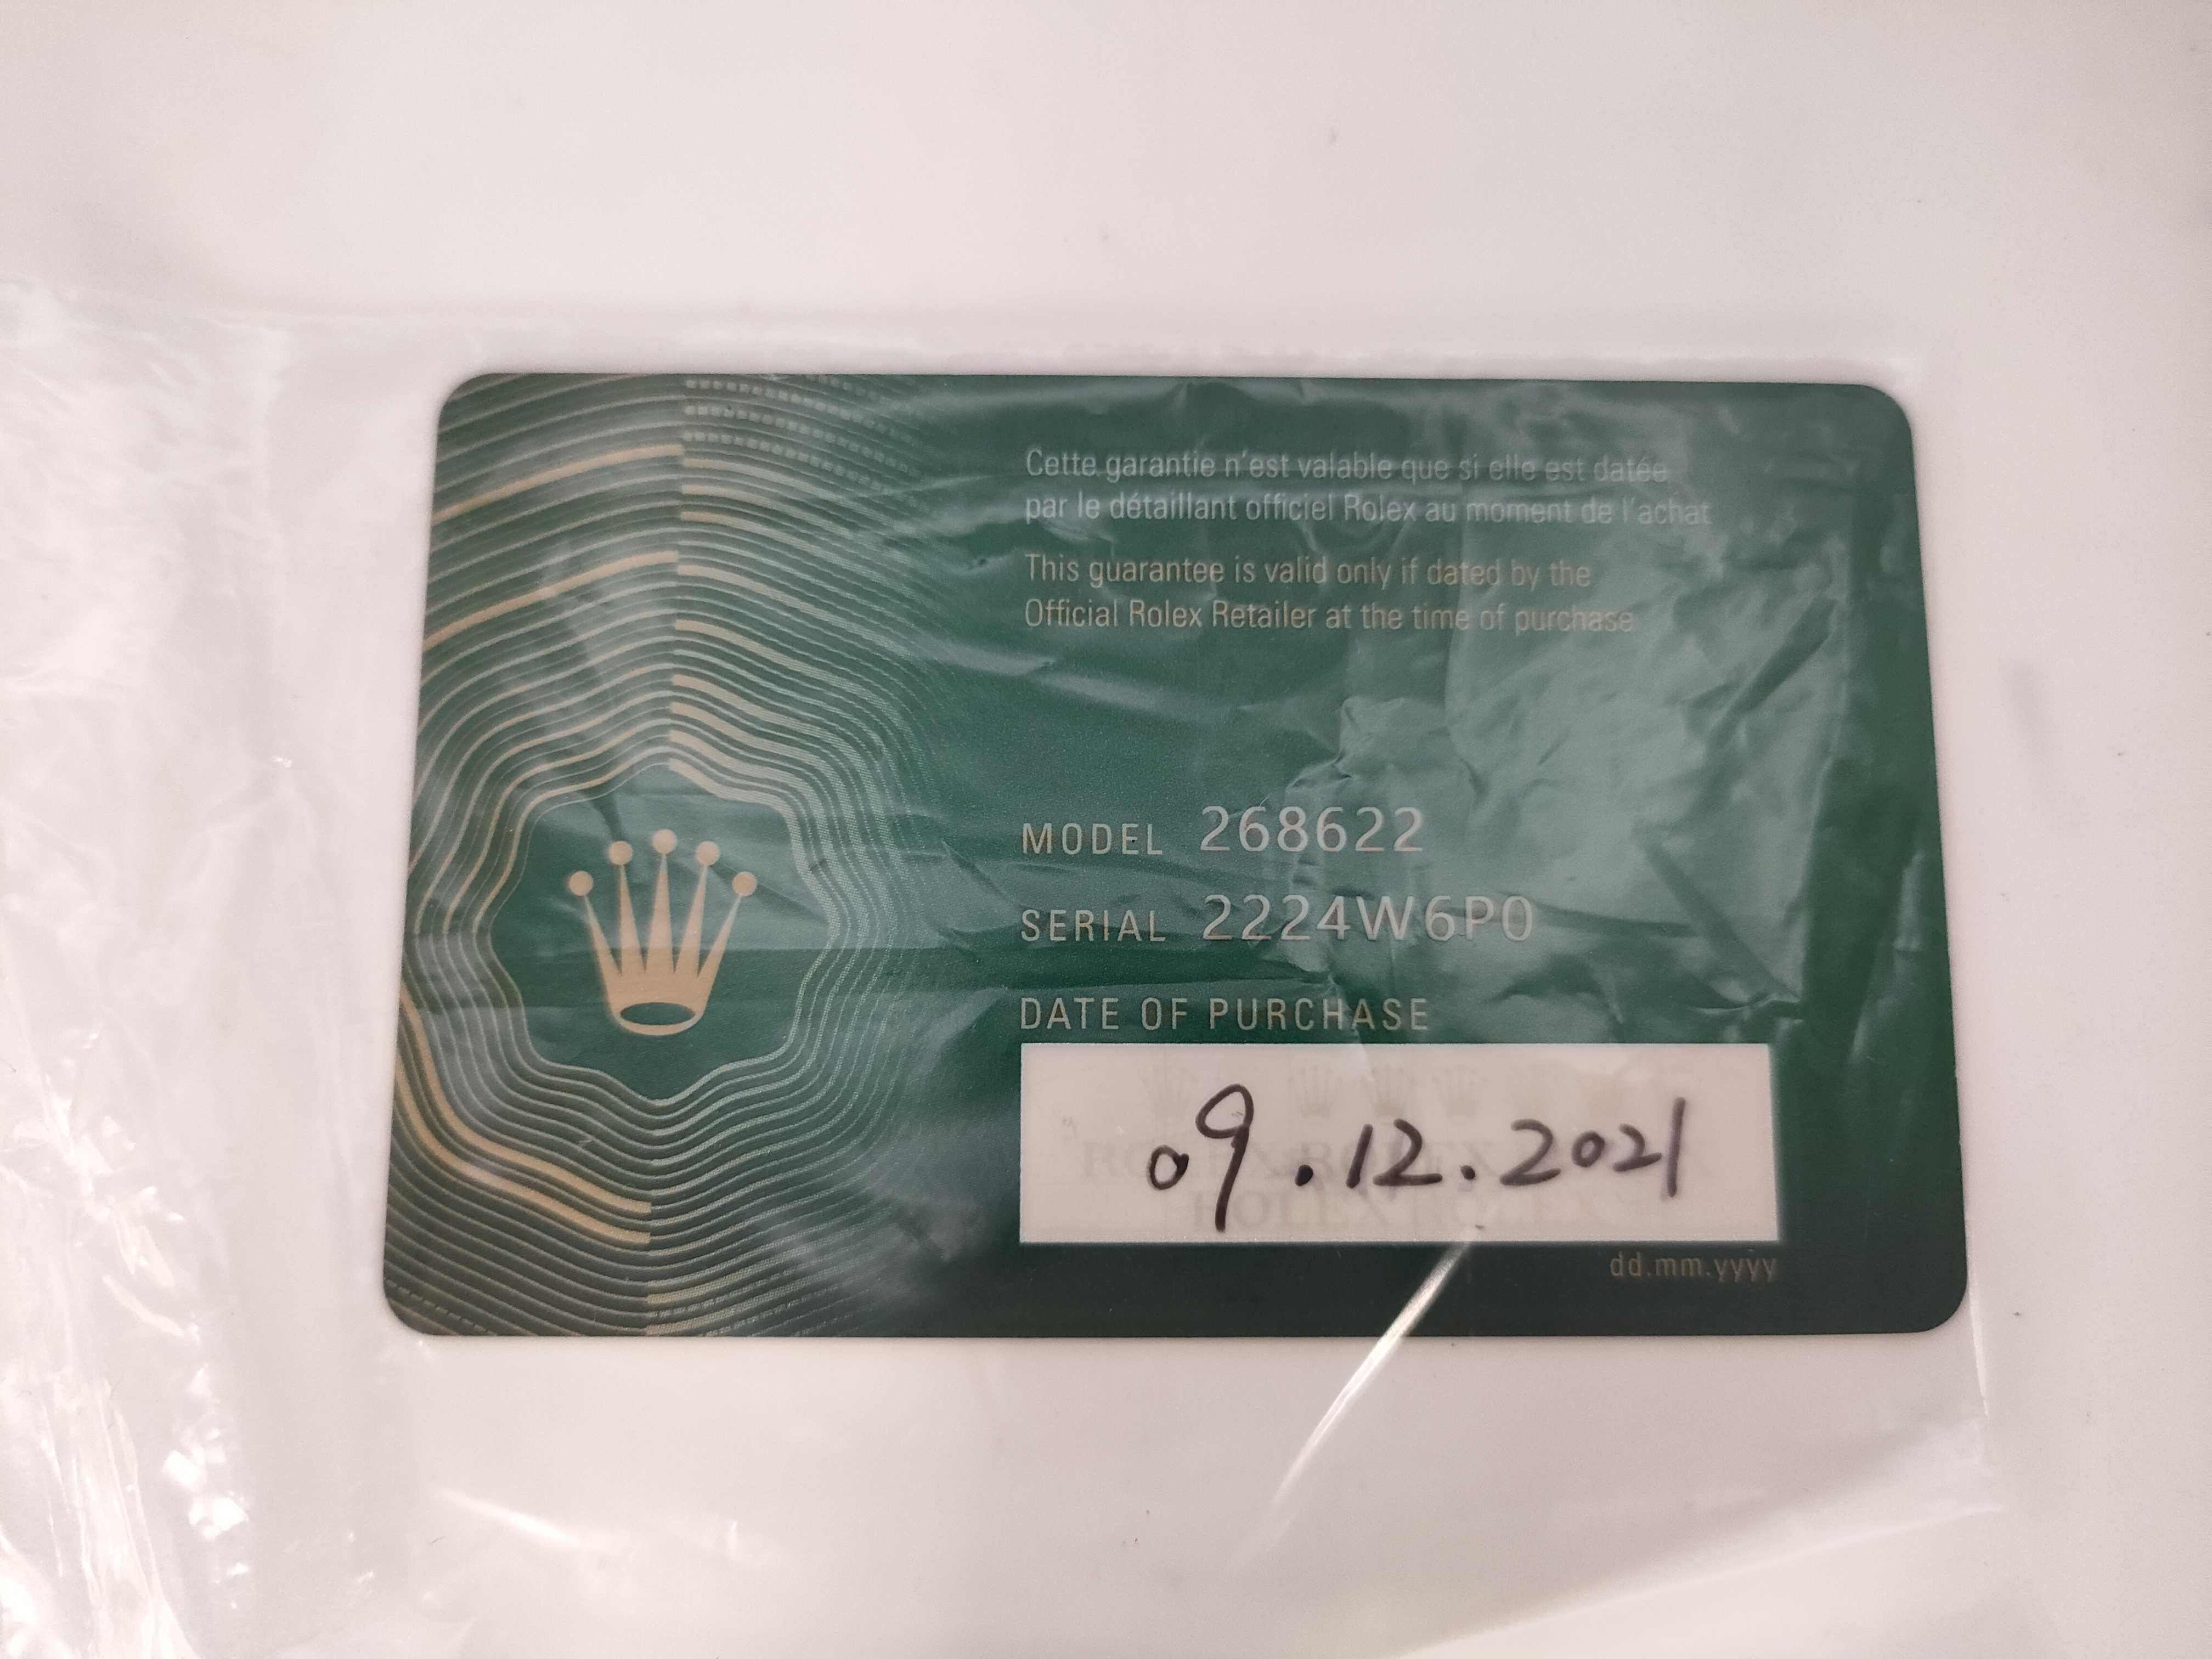 Cette garantie n'est valable que si elle est datée
par le détaillant officiel Rolex au moment de l'achat
This guarantee is valid only if dated by the
Official Rolex Retailer at the time of purchase
MODEL 268622
SERIAL 2224W6P0
DATE OF PURCHASE
09.12.2021
ROLEX ROLEX
dd.mm.yyyy